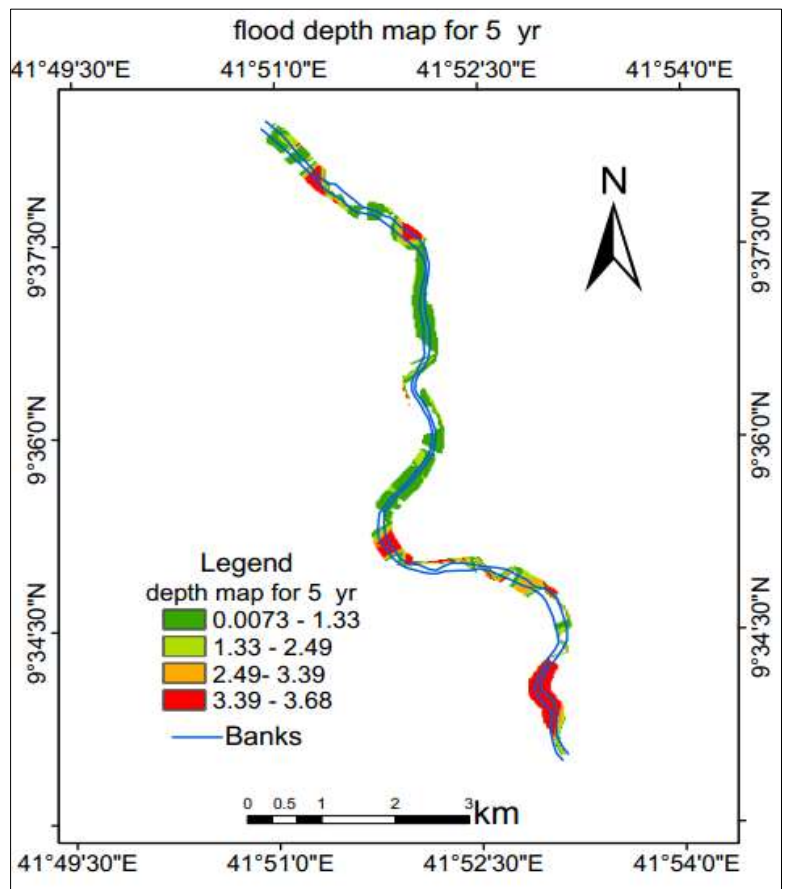 flood depth map for 5 yr
41°49'30"E 41°51'0"E 41°52'30"E 41°54'0"E
N
9°37'30"N 9°37'30"N
9°36'0"N 9°36'0"N
9°34'30"N 9°34'30"N
Legend
depth map for 5 yr
0.0073 - 1.33
1.33 - 2.49
2.49- 3.39
3.39 - 3.68
Banks
0 0.5 1 2 3
km
41°49'30"E 41°51'0"E 41°52'30"E 41°54'0"E